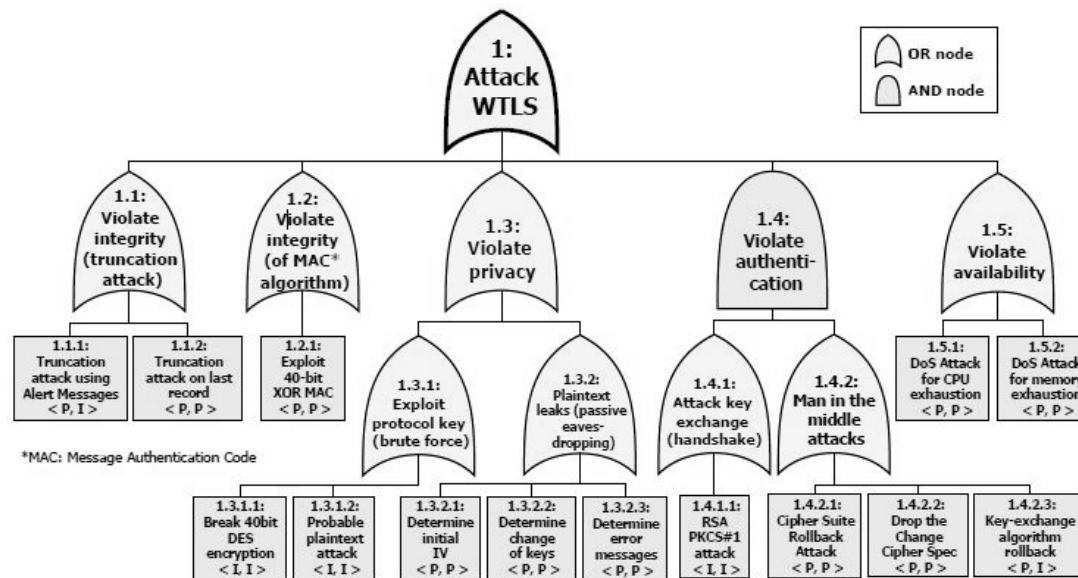 1:
Attack
WTLS
OR node
AND node
1.1:
Violate
integrity
(truncation
attack)
1.2:
Violate
integrity
(of MAC*
algorithm)
1.3:
Violate
privacy
1.4:
Violate
authenti-
cation
1.5:
Violate
availability
1.1.1:
Truncation
attack using
Alert Messages
< P, I >
1.1.2:
Truncation
attack on last
record
< P, P >
1.2.1:
Exploit
40-bit
XOR MAC
< P, P >
1.3.1:
Exploit
protocol key
(brute force)
1.3.2:
Plaintext
leaks (passive
eaves-
dropping)
1.4.1:
Attack key
exchange
(handshake)
1.4.2:
Man in the
middle
attacks
1.5.1:
DoS Attack
for CPU
exhaustion
< P, P >
1.5.2:
DoS Attack
for memory
exhaustion
< P, P >
*MAC: Message Authentication Code
1.3.1.1:
Break 40bit
DES
encryption
< I, I >
1.3.1.2:
Probable
plaintext
attack
< I, I >
1.3.2.1:
Determine
initial
IV
< P, P >
1.3.2.2:
Determine
change
of keys
< P, P >
1.3.2.3:
Determine
error
messages
< P, P >
1.4.1.1:
RSA
PKCS#1
attack
< I, I >
1.4.2.1:
Cipher Suite
Rollback
Attack
< P, P >
1.4.2.2:
Drop the
Change
Cipher Spec
< P, P >
1.4.2.3:
Key-exchange
algorithm
rollback
< P, I >